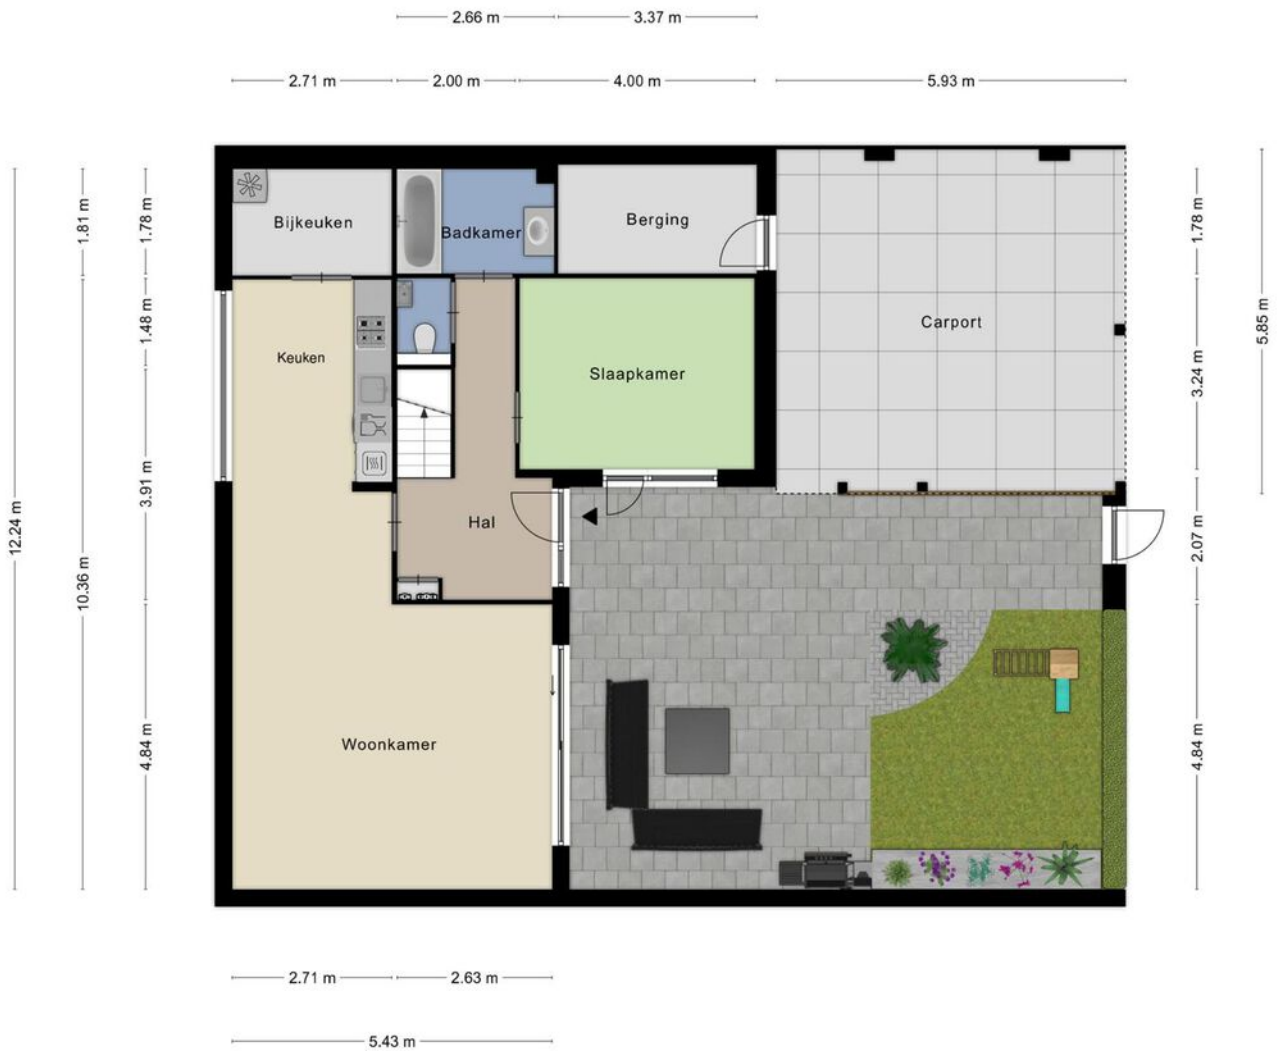 2.66 m 3.37 m
2.71 m 2.00 m 4.00 m 5.93 m
12.24 m
1.81 m
10.36 m
1.78 m
1.48 m
3.91 m
4.84 m
Bijkeuken
Badkamer
Berging
Carport
Keuken
Slaapkamer
Hal
Woonkamer
1.78 m
3.24 m
2.07 m
4.84 m
5.85 m
2.71 m 2.63 m
5.43 m